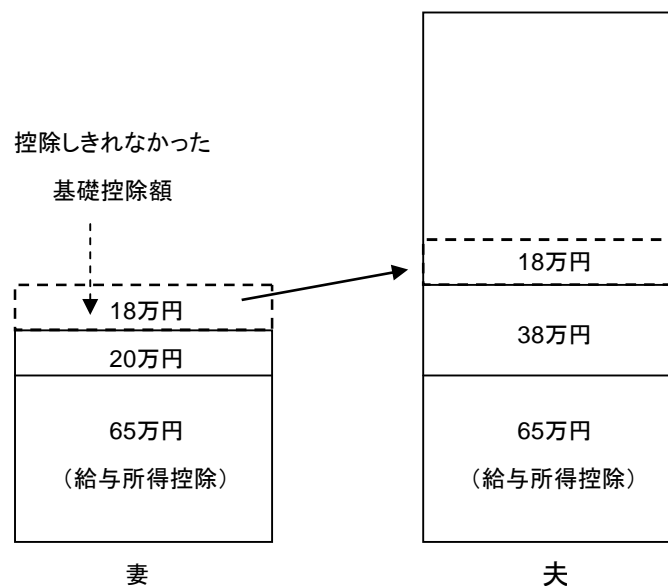 控除しきれなかった
基礎控除額
18万円
20万円
65万円
（給与所得控除）
妻
18万円
38万円
65万円
（給与所得控除）
夫